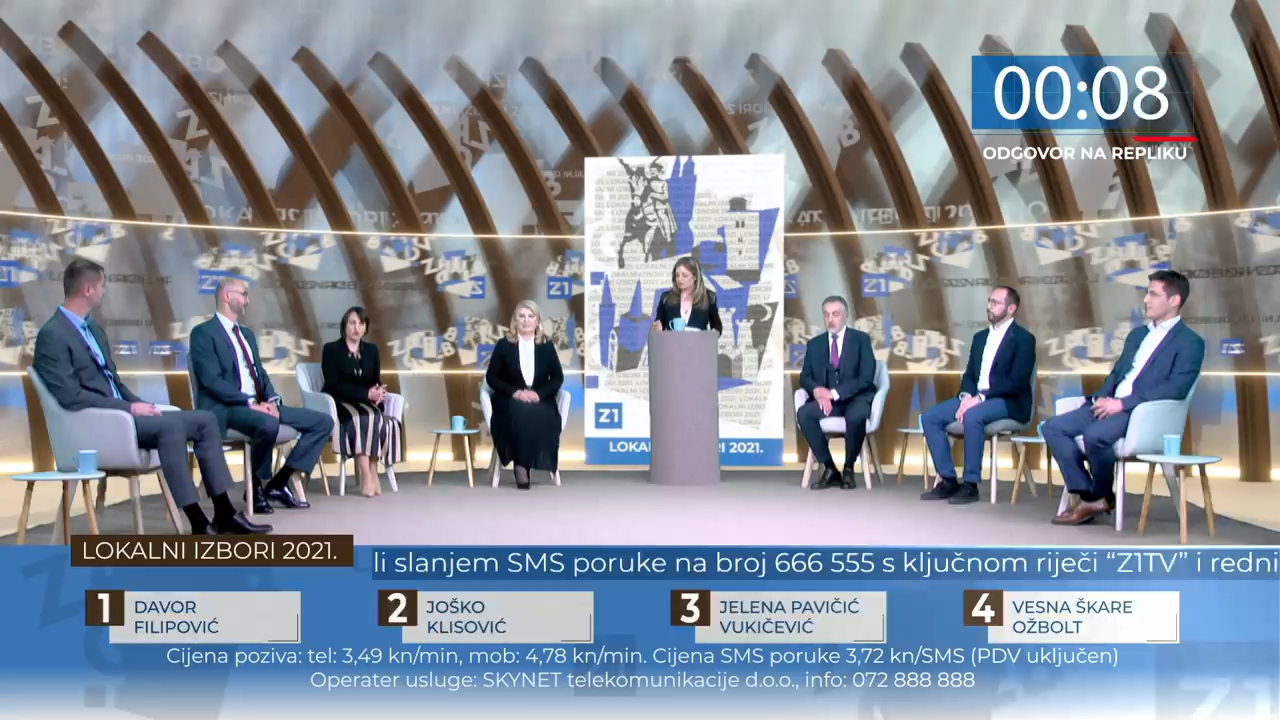 00:08
ODGOVOR NA REPLIKU
Z1
LOKALNI IZBORI 2021.
li slanjem SMS poruke na broj 666 555 s ključnom riječi “Z1TV” i redni
1 DAVOR
FILIPOVIĆ
2 JOŠKO
KLISOVIĆ
3 JELENA PAVIČIĆ
VUKIČEVIĆ
4 VESNA ŠKARE
OŽBOLT
Cijena poziva: tel: 3,49 kn/min, mob: 4,78 kn/min. Cijena SMS poruke 3,72 kn/SMS (PDV uključen)
Operater usluge: SKYNET telekomunikacije d.o.o., info: 072 888 888